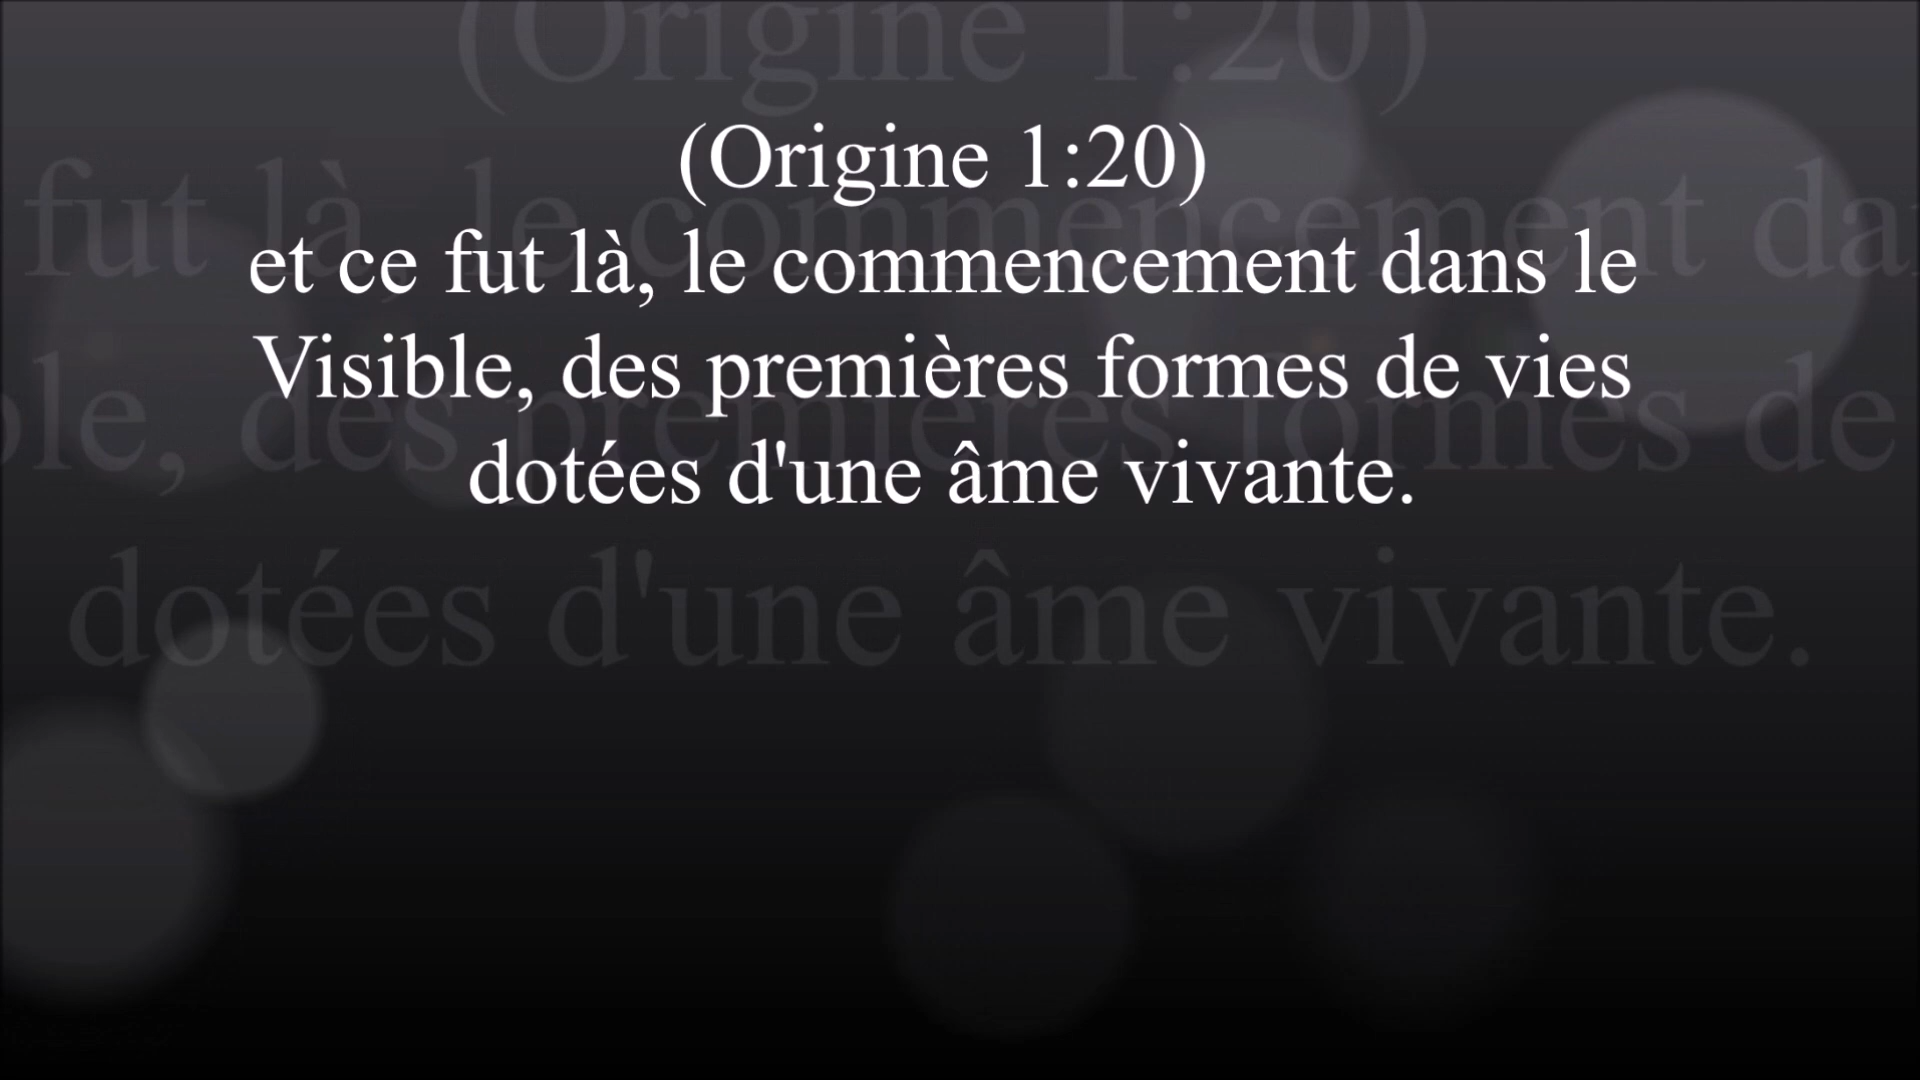 (Origine 1:20)
et ce fut là, le commencement dans le
Visible, des premières formes de vies
dotées d'une âme vivante.